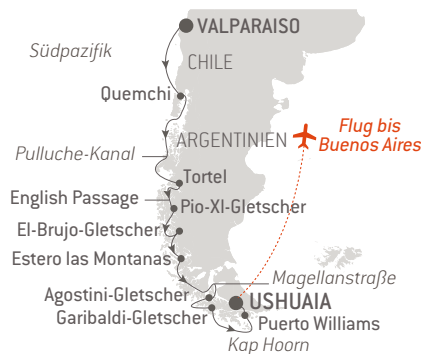 VALPARAISO
Südpazifik
CHILE
Quemchi
Flug bis
Buenos Aires
ARGENTINIEN
Pulluche-Kanal
Tortel
English Passage
Pio-XI-Gletscher
El-Brujo-Gletscher
Estero las Montanas
Magellanstraße
Agostini-Gletscher
USHUAIA
Garibaldi-Gletscher
Puerto Williams
Kap Hoorn